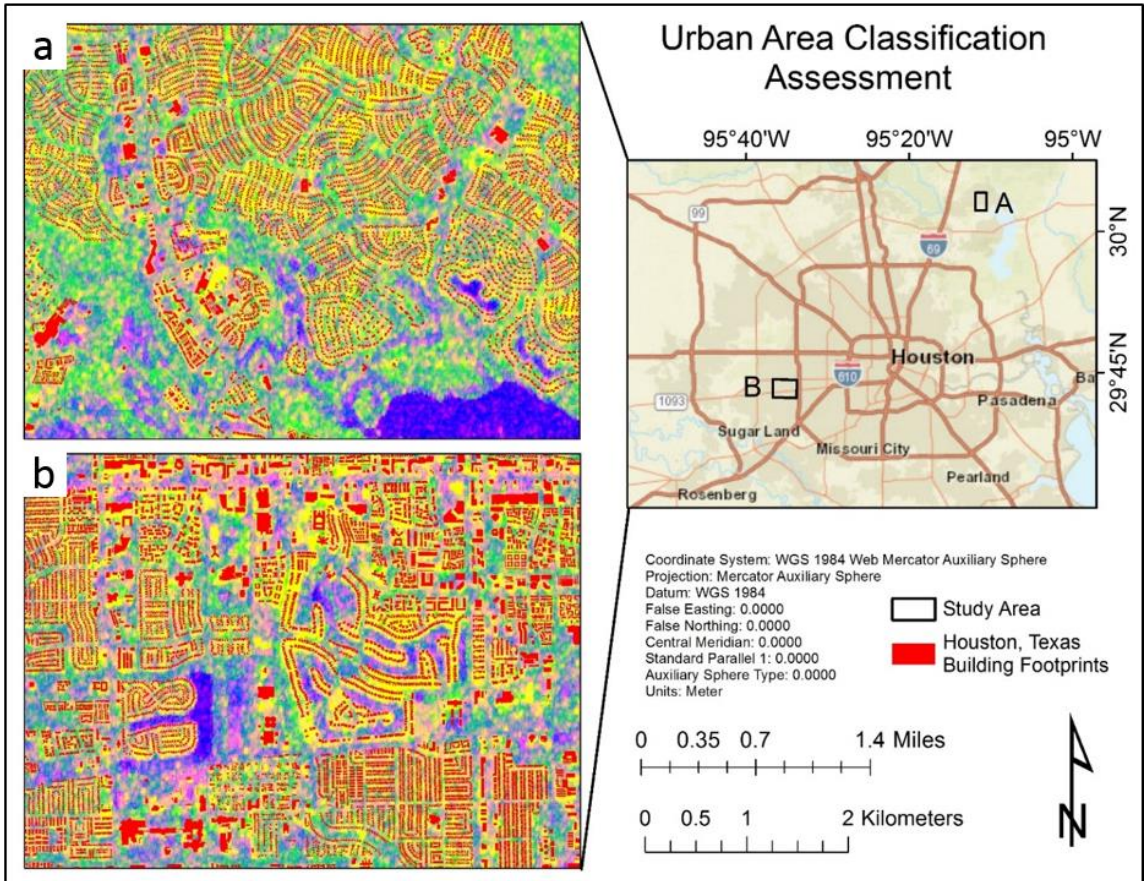 a
b
Urban Area Classification
Assessment
95°40'W
95°20'W
95°W
30°N
29°45'N
99
69
A
Houston
610
B
1093
Ba
Pasadena
Sugar Land
Missouri City
Pearland
Rosenberg
Coordinate System: WGS 1984 Web Mercator Auxiliary Sphere
Projection: Mercator Auxiliary Sphere
Datum: WGS 1984
False Easting: 0.0000
False Northing: 0.0000
Central Meridian: 0.0000
Standard Parallel 1: 0.0000
Auxiliary Sphere Type: 0.0000
Units: Meter
Study Area
Houston, Texas
Building Footprints
0 0.35 0.7 1.4 Miles
0 0.5 1 2 Kilometers
N